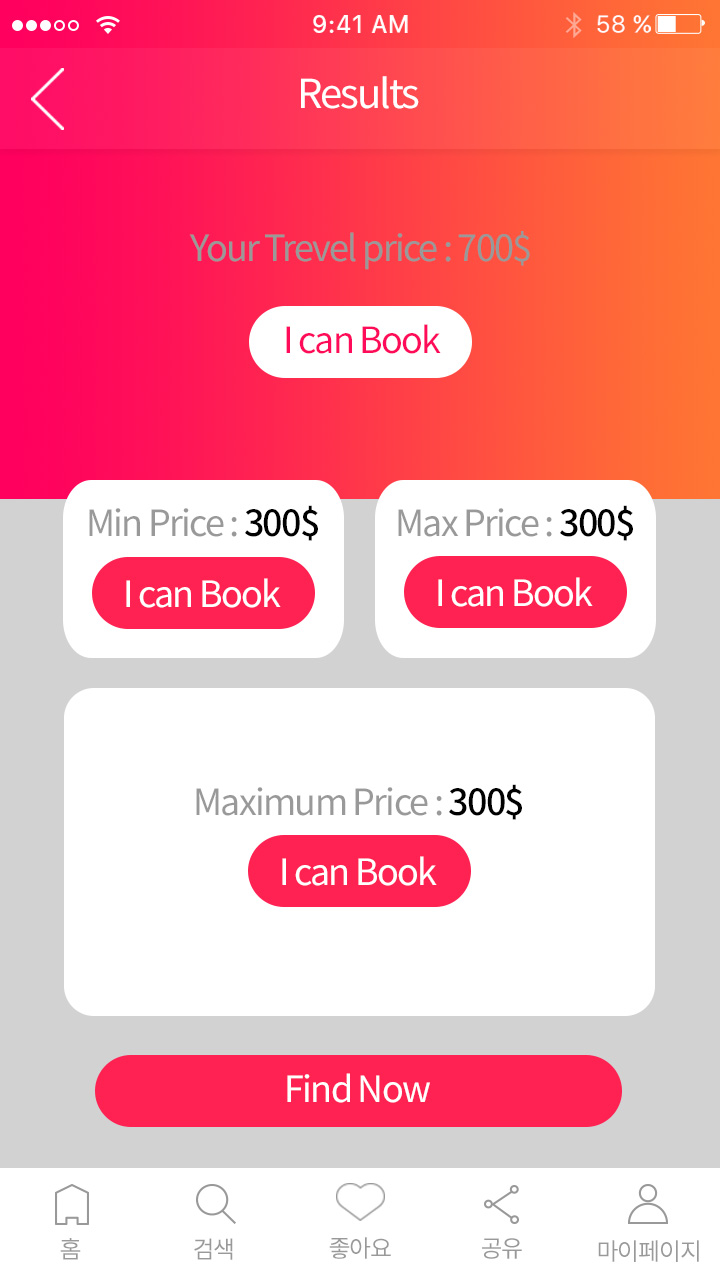 9:41 AM
58 %
Results
Your Trevel price : 700$
I can Book
Min Price : 300$
Max Price : 300$
I can Book
I can Book
Maximum Price : 300$
I can Book
Find Now
홈
검색
좋아요
공유
마이페이지